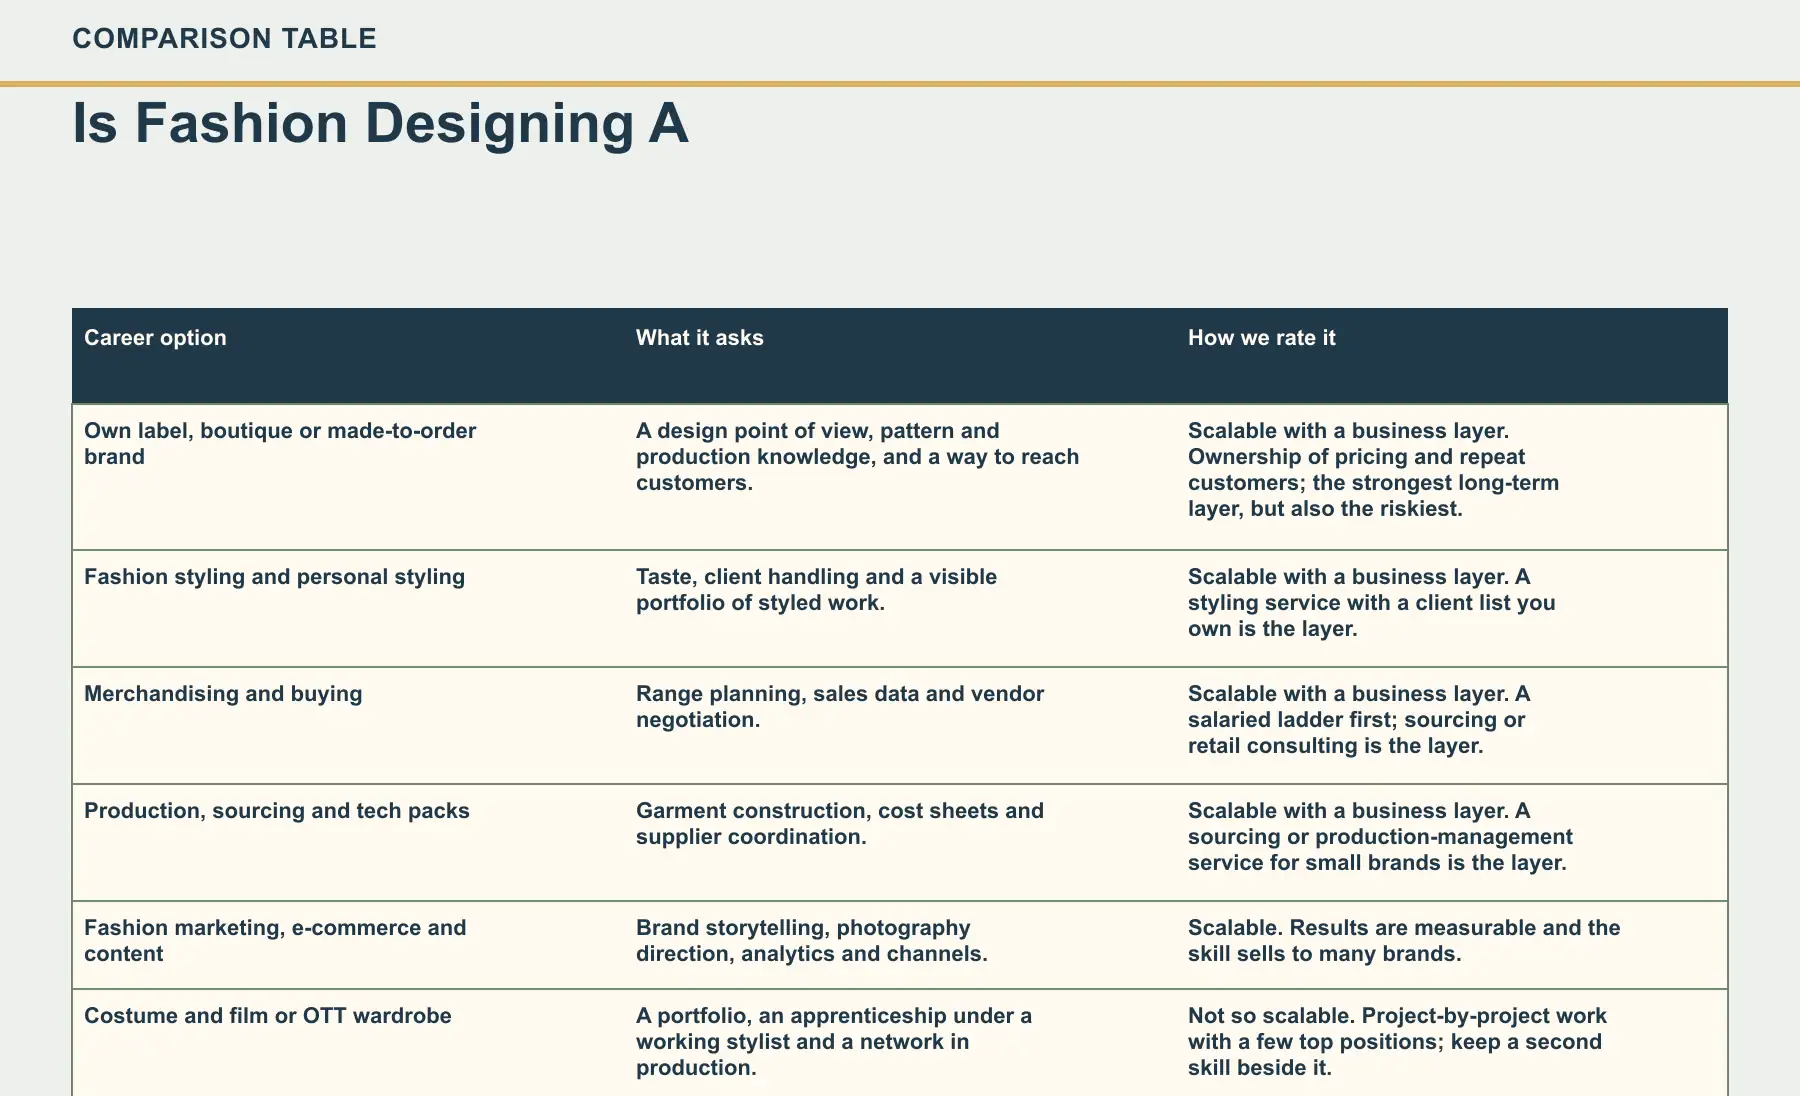 COMPARISON TABLE
Is Fashion Designing A
Career option
What it asks
How we rate it
Own label, boutique or made-to-order
brand
A design point of view, pattern and
production knowledge, and a way to reach
customers.
Scalable with a business layer.
Ownership of pricing and repeat
customers; the strongest long-term
layer, but also the riskiest.
Fashion styling and personal styling
Taste, client handling and a visible
portfolio of styled work.
Scalable with a business layer. A
styling service with a client list you
own is the layer.
Merchandising and buying
Range planning, sales data and vendor
negotiation.
Scalable with a business layer. A
salaried ladder first; sourcing or
retail consulting is the layer.
Production, sourcing and tech packs
Garment construction, cost sheets and
supplier coordination.
Scalable with a business layer. A
sourcing or production-management
service for small brands is the layer.
Fashion marketing, e-commerce and
content
Brand storytelling, photography
direction, analytics and channels.
Scalable. Results are measurable and the
skill sells to many brands.
Costume and film or OTT wardrobe
A portfolio, an apprenticeship under a
working stylist and a network in
production.
Not so scalable. Project-by-project work
with a few top positions; keep a second
skill beside it.